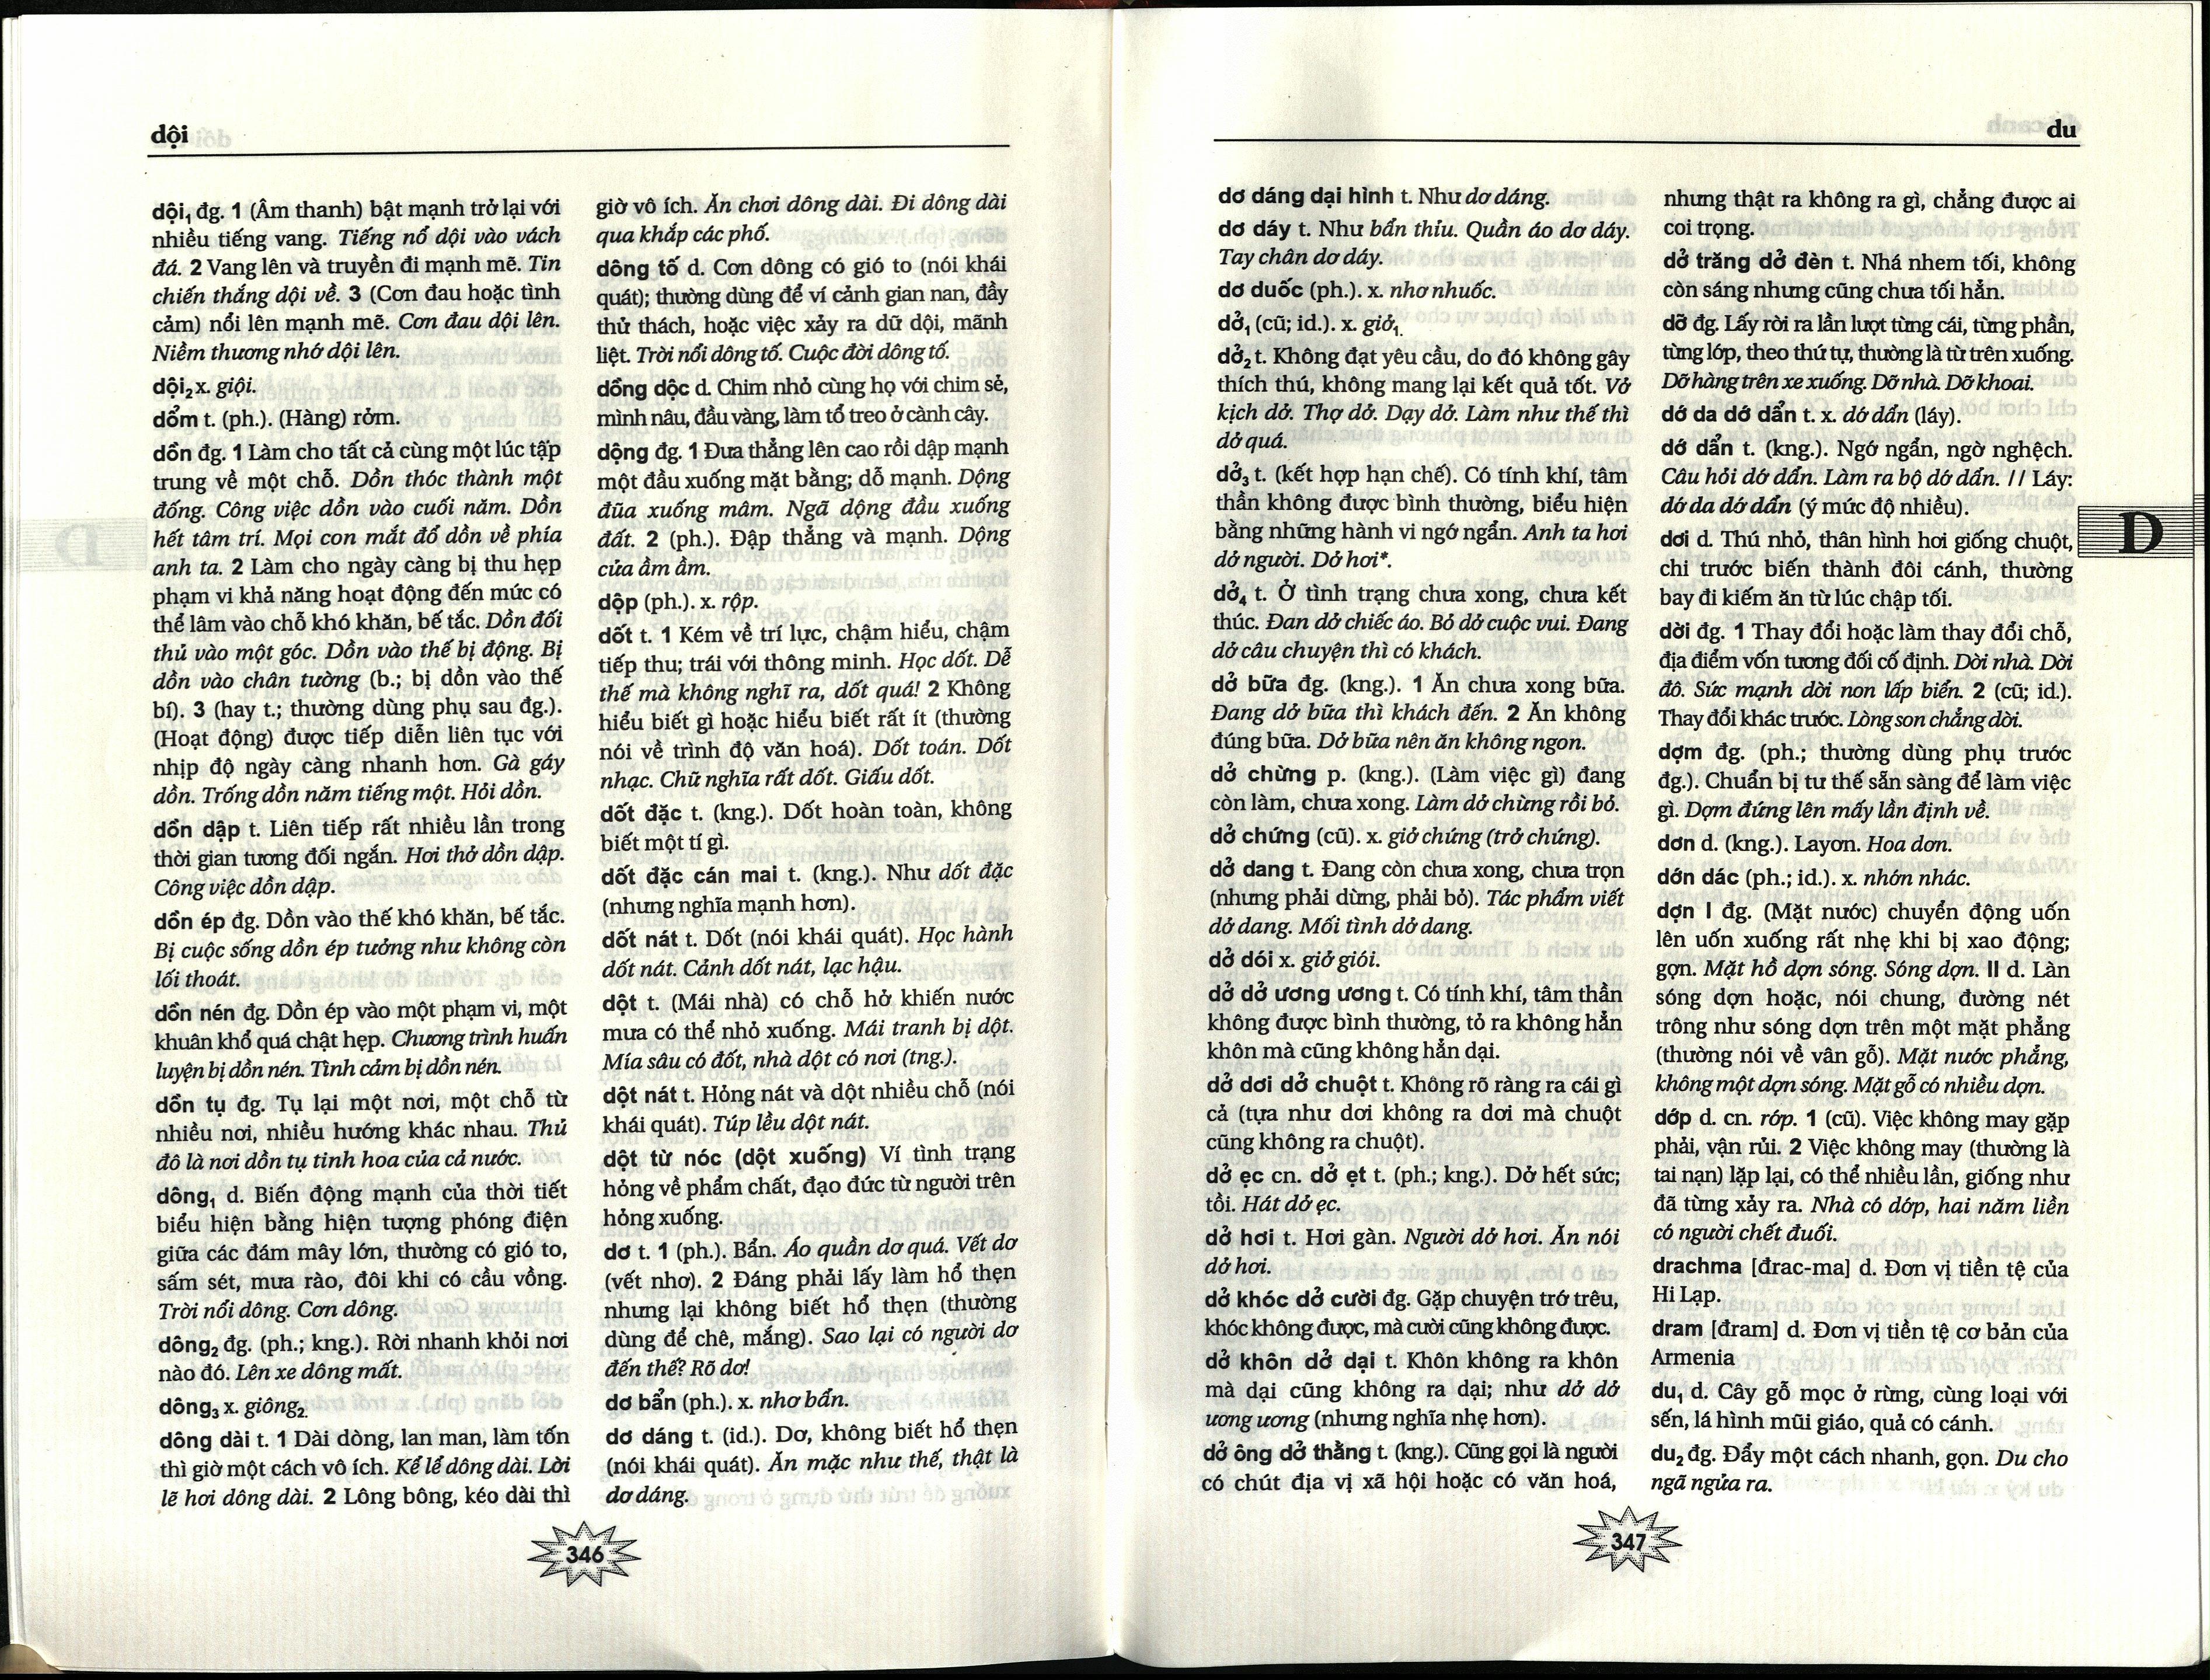 dội
dội₁ đg. 1 (Âm thanh) bật mạnh trở lại với
nhiều tiếng vang. Tiếng nổ dội vào vách
đá. 2 Vang lên và truyền đi mạnh mẽ. Tin
chiến thắng dội về. 3 (Cơn đau hoặc tình
cảm) nổi lên mạnh mẽ. Cơn đau dội lên.
Niềm thương nhớ dội lên.
dội₂ x. giội.
dổm t. (ph.). (Hàng) rởm.
dồn đg. 1 Làm cho tất cả cùng một lúc tập
trung về một chỗ. Dồn thóc thành một
đống. Công việc dồn vào cuối năm. Dồn
hết tâm trí. Mọi con mắt đổ dồn về phía
anh ta. 2 Làm cho ngày càng bị thu hẹp
phạm vi khả năng hoạt động đến mức có
thể lâm vào chỗ khó khăn, bế tắc. Dồn đối
thủ vào một góc. Dồn vào thế bị động. Bị
dồn vào chân tường (b.; bị dồn vào thế
bí). 3 (hay t.; thường dùng phụ sau đg.).
(Hoạt động) được tiếp diễn liên tục với
nhịp độ ngày càng nhanh hơn. Gà gáy
dồn. Trống dồn năm tiếng một. Hỏi dồn.
dồn dập t. Liên tiếp rất nhiều lần trong
thời gian tương đối ngắn. Hơi thở dồn dập.
Công việc dồn dập.
dồn ép đg. Dồn vào thế khó khăn, bế tắc.
Bị cuộc sống dồn ép tưởng như không còn
lối thoát.
dồn nén đg. Dồn ép vào một phạm vi, một
khuân khổ quá chật hẹp. Chương trình huấn
luyện bị dồn nén. Tình cảm bị dồn nén.
dồn tụ đg. Tụ lại một nơi, một chỗ từ
nhiều nơi, nhiều hướng khác nhau. Thủ
đô là nơi dồn tụ tinh hoa của cả nước.
dông₁ d. Biến động mạnh của thời tiết
biểu hiện bằng hiện tượng phóng điện
giữa các đám mây lớn, thường có gió to,
sấm sét, mưa rào, đôi khi có cầu vồng.
Trời nổi dông. Cơn dông.
dông₂ đg. (ph.; kng.). Rời nhanh khỏi nơi
nào đó. Lên xe dông mất.
dông₃ x. giông₂.
dông dài t. 1 Dài dòng, lan man, làm tốn
thì giờ một cách vô ích. Kể lể dông dài. Lời
lẽ hơi dông dài. 2 Lông bông, kéo dài thì
giờ vô ích. Ăn chơi dông dài. Đi dông dài
qua khắp các phố.
dông tố d. Cơn dông có gió to (nói khái
quát); thường dùng để ví cảnh gian nan, đầy
thử thách, hoặc việc xảy ra dữ dội, mãnh
liệt. Trời nổi dông tố. Cuộc đời dông tố.
dồng dộc d. Chim nhỏ cùng họ với chim sẻ,
mình nâu, đầu vàng, làm tổ treo ở cành cây.
dộng đg. 1 Đưa thẳng lên cao rồi dập mạnh
một đầu xuống mặt bằng; dỗ mạnh. Dộng
đũa xuống mâm. Ngã dộng đầu xuống
đất. 2 (ph.). Đập thẳng và mạnh. Dộng
cửa ầm ầm.
dộp (ph.). x. rộp.
dốt t. 1 Kém về trí lực, chậm hiểu, chậm
tiếp thu; trái với thông minh. Học dốt. Dễ
thế mà không nghĩ ra, dốt quá! 2 Không
hiểu biết gì hoặc hiểu biết rất ít (thường
nói về trình độ văn hoá). Dốt toán. Dốt
nhạc. Chữ nghĩa rất dốt. Giấu dốt.
dốt đặc t. (kng.). Dốt hoàn toàn, không
biết một tí gì.
dốt đặc cán mai t. (kng.). Như dốt đặc
(nhưng nghĩa mạnh hơn).
dốt nát t. Dốt (nói khái quát). Học hành
dốt nát. Cảnh dốt nát, lạc hậu.
dột t. (Mái nhà) có chỗ hở khiến nước
mưa có thể nhỏ xuống. Mái tranh bị dột.
Mía sâu có đốt, nhà dột có nơi (tng.).
dột nát t. Hỏng nát và dột nhiều chỗ (nói
khái quát). Túp lều dột nát.
dột từ nóc (dột xuống) Ví tình trạng
hỏng về phẩm chất, đạo đức từ người trên
hỏng xuống.
dơ t. 1 (ph.). Bẩn. Áo quần dơ quá. Vết dơ
(vết nhơ). 2 Đáng phải lấy làm hổ thẹn
nhưng lại không biết hổ thẹn (thường
dùng để chê, mắng). Sao lại có người dơ
đến thế? Rõ dơ!
dơ bẩn (ph.). x. nhơ bẩn.
dơ dáng t. (id.). Dơ, không biết hổ thẹn
(nói khái quát). Ăn mặc như thế, thật là
dơ dáng.
346
du
dơ dáng dại hình t. Như dơ dáng.
dơ dáy t. Như bẩn thỉu. Quần áo dơ dáy.
Tay chân dơ dáy.
dơ duốc (ph.). x. nhơ nhuốc.
dở₁ (cũ; id.). x. giở₁.
dở₂ t. Không đạt yêu cầu, do đó không gây
thích thú, không mang lại kết quả tốt. Vở
kịch dở. Thợ dở. Dạy dở. Làm như thế thì
dở quá.
dở₃ t. (kết hợp hạn chế). Có tính khí, tâm
thần không được bình thường, biểu hiện
bằng những hành vi ngớ ngẩn. Anh ta hơi
dở người. Dở hơi*.
dở₄ t. Ở tình trạng chưa xong, chưa kết
thúc. Đan dở chiếc áo. Bỏ dở cuộc vui. Đang
dở câu chuyện thì có khách.
dở bữa đg. (kng.). 1 Ăn chưa xong bữa.
Đang dở bữa thì khách đến. 2 Ăn không
đúng bữa. Dở bữa nên ăn không ngon.
dở chừng p. (kng.). (Làm việc gì) đang
còn làm, chưa xong. Làm dở chừng rồi bỏ.
dở chứng (cũ). x. giở chứng (trở chứng).
dở dang t. Đang còn chưa xong, chưa trọn
(nhưng phải dừng, phải bỏ). Tác phẩm viết
dở dang. Mối tình dở dang.
dở dói x. giở giói.
dở dở ương ương t. Có tính khí, tâm thần
không được bình thường, tỏ ra không hẳn
khôn mà cũng không hẳn dại.
dở dơi dở chuột t. Không rõ ràng ra cái gì
cả (tựa như dơi không ra dơi mà chuột
cũng không ra chuột).
dở ẹc cn. dở ẹt t. (ph.; kng.). Dở hết sức;
tồi. Hát dở ẹc.
dở hơi t. Hơi gàn. Người dở hơi. Ăn nói
dở hơi.
dở khóc dở cười đg. Gặp chuyện trớ trêu,
khóc không được, mà cười cũng không được.
dở khôn dở dại t. Khôn không ra khôn
mà dại cũng không ra dại; như dở dở
ương ương (nhưng nghĩa nhẹ hơn).
dở ông dở thằng t. (kng.). Cũng gọi là người
có chút địa vị xã hội hoặc có văn hoá,
nhưng thật ra không ra gì, chẳng được ai
coi trọng.
dở trăng dở đèn t. Nhá nhem tối, không
còn sáng nhưng cũng chưa tối hẳn.
dỡ đg. Lấy rời ra lần lượt từng cái, từng phần,
từng lớp, theo thứ tự, thường là từ trên xuống.
Dỡ hàng trên xe xuống. Dỡ nhà. Dỡ khoai.
dớ da dớ dẩn t. x. dớ dẩn (láy).
dớ dẩn t. (kng.). Ngớ ngẩn, ngờ nghệch.
Câu hỏi dớ dẩn. Làm ra bộ dớ dẩn. // Láy:
dớ da dớ dẩn (ý mức độ nhiều).
dơi d. Thú nhỏ, thân hình hơi giống chuột,
chi trước biến thành đôi cánh, thường
bay đi kiếm ăn từ lúc chập tối.
dời đg. 1 Thay đổi hoặc làm thay đổi chỗ,
địa điểm vốn tương đối cố định. Dời nhà. Dời
đô. Sức mạnh dời non lấp biển. 2 (cũ; id.).
Thay đổi khác trước. Lòng son chẳng dời.
dợm đg. (ph.; thường dùng phụ trước
đg.). Chuẩn bị tư thế sẵn sàng để làm việc
gì. Dợm đứng lên mấy lần định về.
dơn d. (kng.). Layơn. Hoa dơn.
dớn dác (ph.; id.). x. nhớn nhác.
dợn I đg. (Mặt nước) chuyển động uốn
lên uốn xuống rất nhẹ khi bị xao động;
gợn. Mặt hồ dợn sóng. Sóng dợn. II d. Làn
sóng dợn hoặc, nói chung, đường nét
trông như sóng dợn trên một mặt phẳng
(thường nói về vân gỗ). Mặt nước phẳng,
không một dợn sóng. Mặt gỗ có nhiều dợn.
dớp d. cn. rớp. 1 (cũ). Việc không may gặp
phải, vận rủi. 2 Việc không may (thường là
tai nạn) lặp lại, có thể nhiều lần, giống như
đã từng xảy ra. Nhà có dớp, hai năm liền
có người chết đuối.
drachma [đrac-ma] d. Đơn vị tiền tệ của
Hi Lạp.
dram [đram] d. Đơn vị tiền tệ cơ bản của
Armenia
du₁ d. Cây gỗ mọc ở rừng, cùng loại với
sến, lá hình mũi giáo, quả có cánh.
du₂ đg. Đẩy một cách nhanh, gọn. Du cho
ngã ngửa ra.
D
347